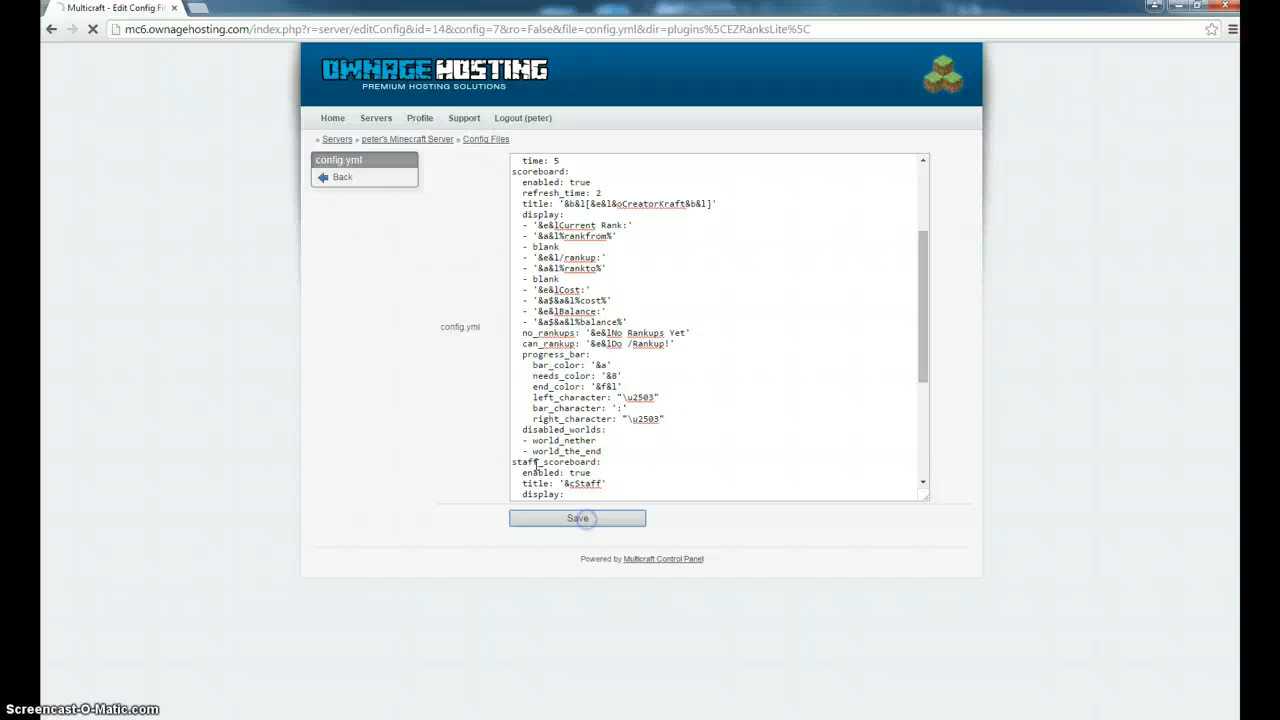 Multicraft - Edit Config Fi
mc6.ownagehosting.com/index.php?r=server/editConfig&id=14&config=7&ro=False&file=config.yml&dir=plugins%5CEZRanksLite%5C
OWNAGE HOSTING
PREMIUM HOSTING SOLUTIONS
Home Servers Profile Support Logout (peter)
» Servers » peter's Minecraft Server » Config Files
config.yml
Back
config.yml
time: 5
scoreboard:
enabled: true
refresh_time: 2
title: '&b&l[&e&l&oCreatorKraft&b&l]'
display:
- '&e&lCurrent Rank:'
- '&a&l%rankfrom%'
- blank
- '&e&l/rankup:'
- '&a&l%rankto%'
- blank
- '&e&lCost:'
- '&a$&a&l%cost%'
- '&e&lBalance:'
- '&a$&a&l%balance%'
no_rankups: '&e&lNo Rankups Yet'
can_rankup: '&e&lDo /Rankup!'
progress_bar:
bar_color: '&a'
needs_color: '&8'
end_color: '&f&l'
left_character: "\u2503"
bar_character: ':'
right_character: "\u2503"
disabled_worlds:
- world_nether
- world_the_end
staff_scoreboard:
enabled: true
title: '&cStaff'
display:
Save
Powered by Multicraft Control Panel
Screencast-O-Matic.com